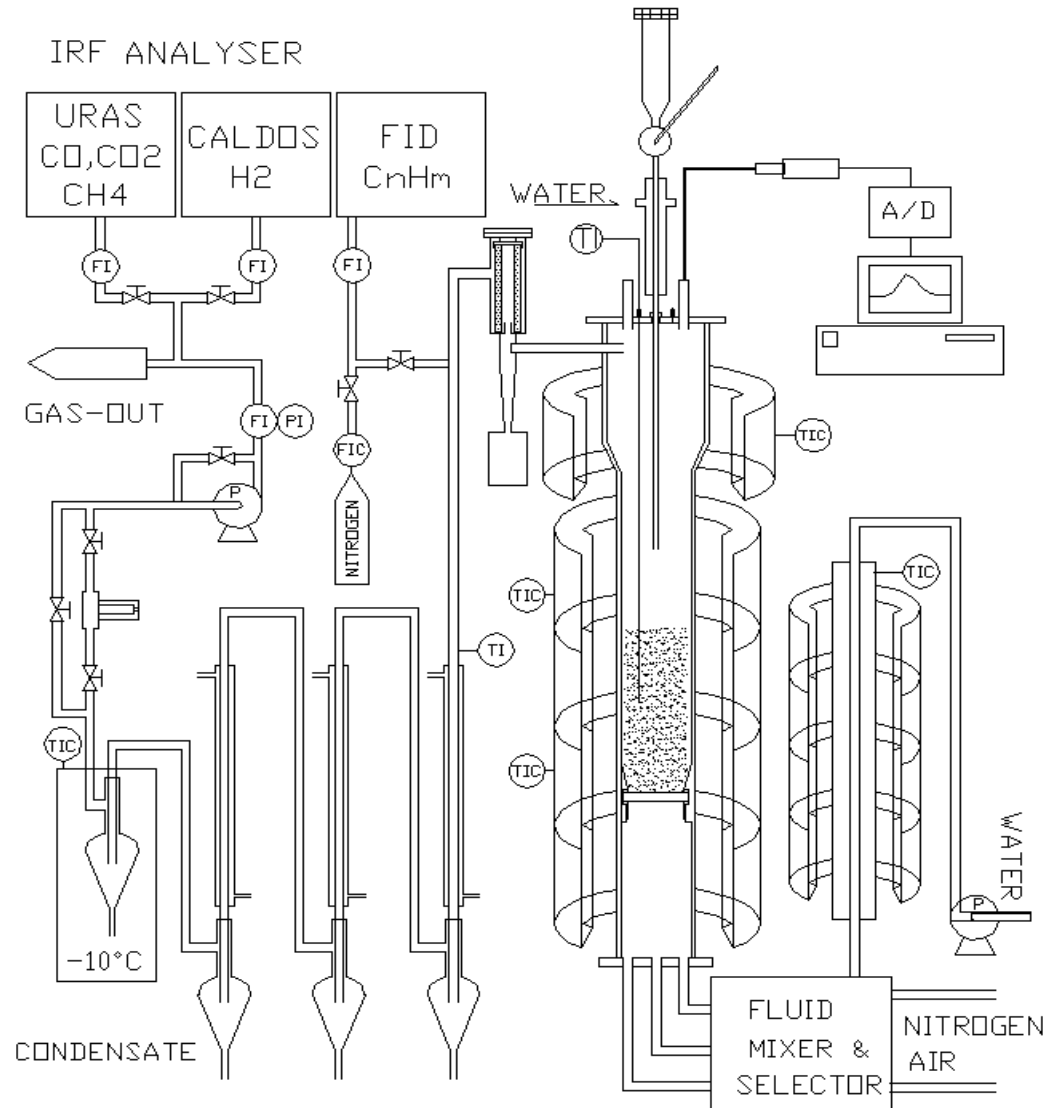 IRF ANALYSER
URAS
CO,CO2
CH4
CALDOS
H2
FID
CnHm
WATER
TI
A/D
FI
FI
FI
GAS-OUT
FI
PI
FIC
TIC
P
NITROGEN
TIC
TIC
TI
TIC
TIC
WATER
P
-10°C
CONDENSATE
FLUID
MIXER &
SELECTOR
NITROGEN
AIR